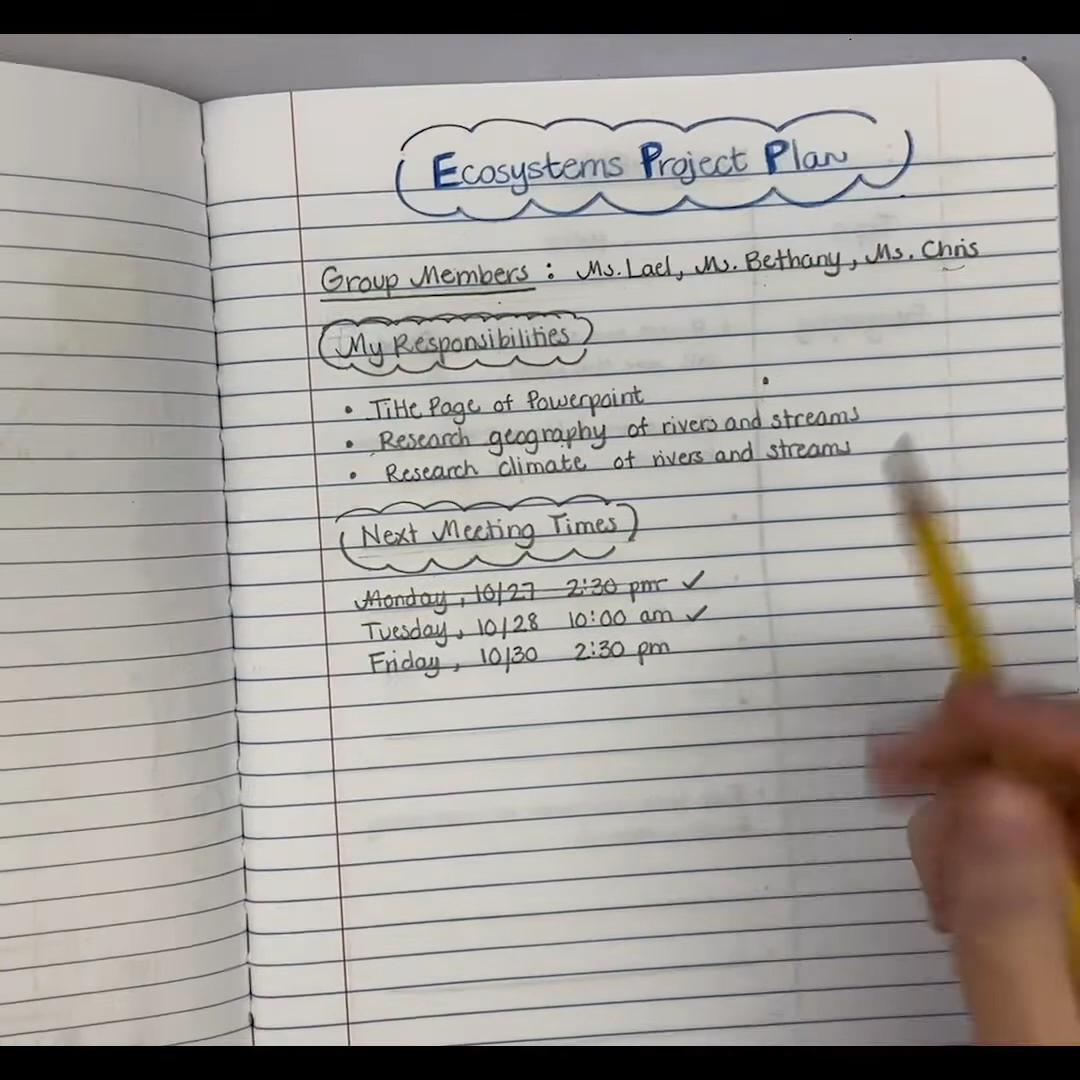 Ecosystems Project Plan
Group Members : Ms. Lael, Ms. Bethany, Ms. Chris
My Responsibilities
• Title Page of Powerpoint
• Research geography of rivers and streams
• Research climate of rivers and streams
Next Meeting Times
Monday, 10/27 2:30 pm ✓
Tuesday, 10/28 10:00 am ✓
Friday, 10/30 2:30 pm